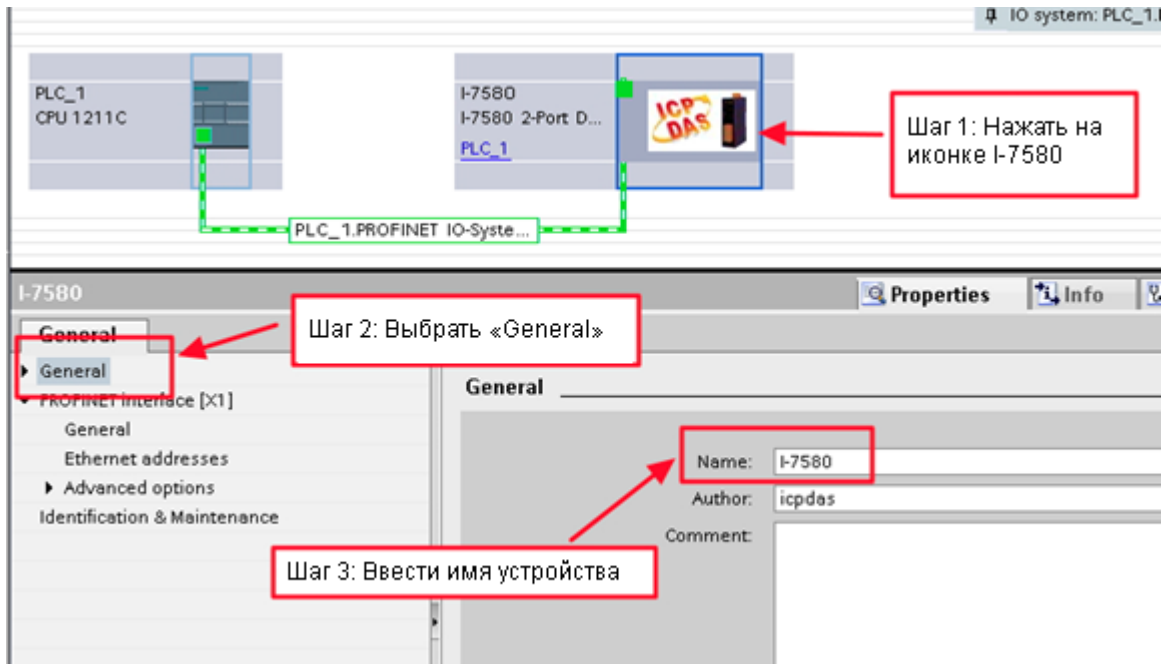 IO system: PLC_1.
PLC_1
CPU 1211C
I-7580
I-7580 2-Port D...
PLC_1
ICP
DAS
Шаг 1: Нажать на
иконке I-7580
PLC_1.PROFINET IO-Syste...
I-7580
Properties
Info
General
Шаг 2: Выбрать «General»
General
PROFINET interface [X1]
General
Ethernet addresses
Advanced options
Identification & Maintenance
General
Name:
I-7580
Author:
icpdas
Comment:
Шаг 3: Ввести имя устройства